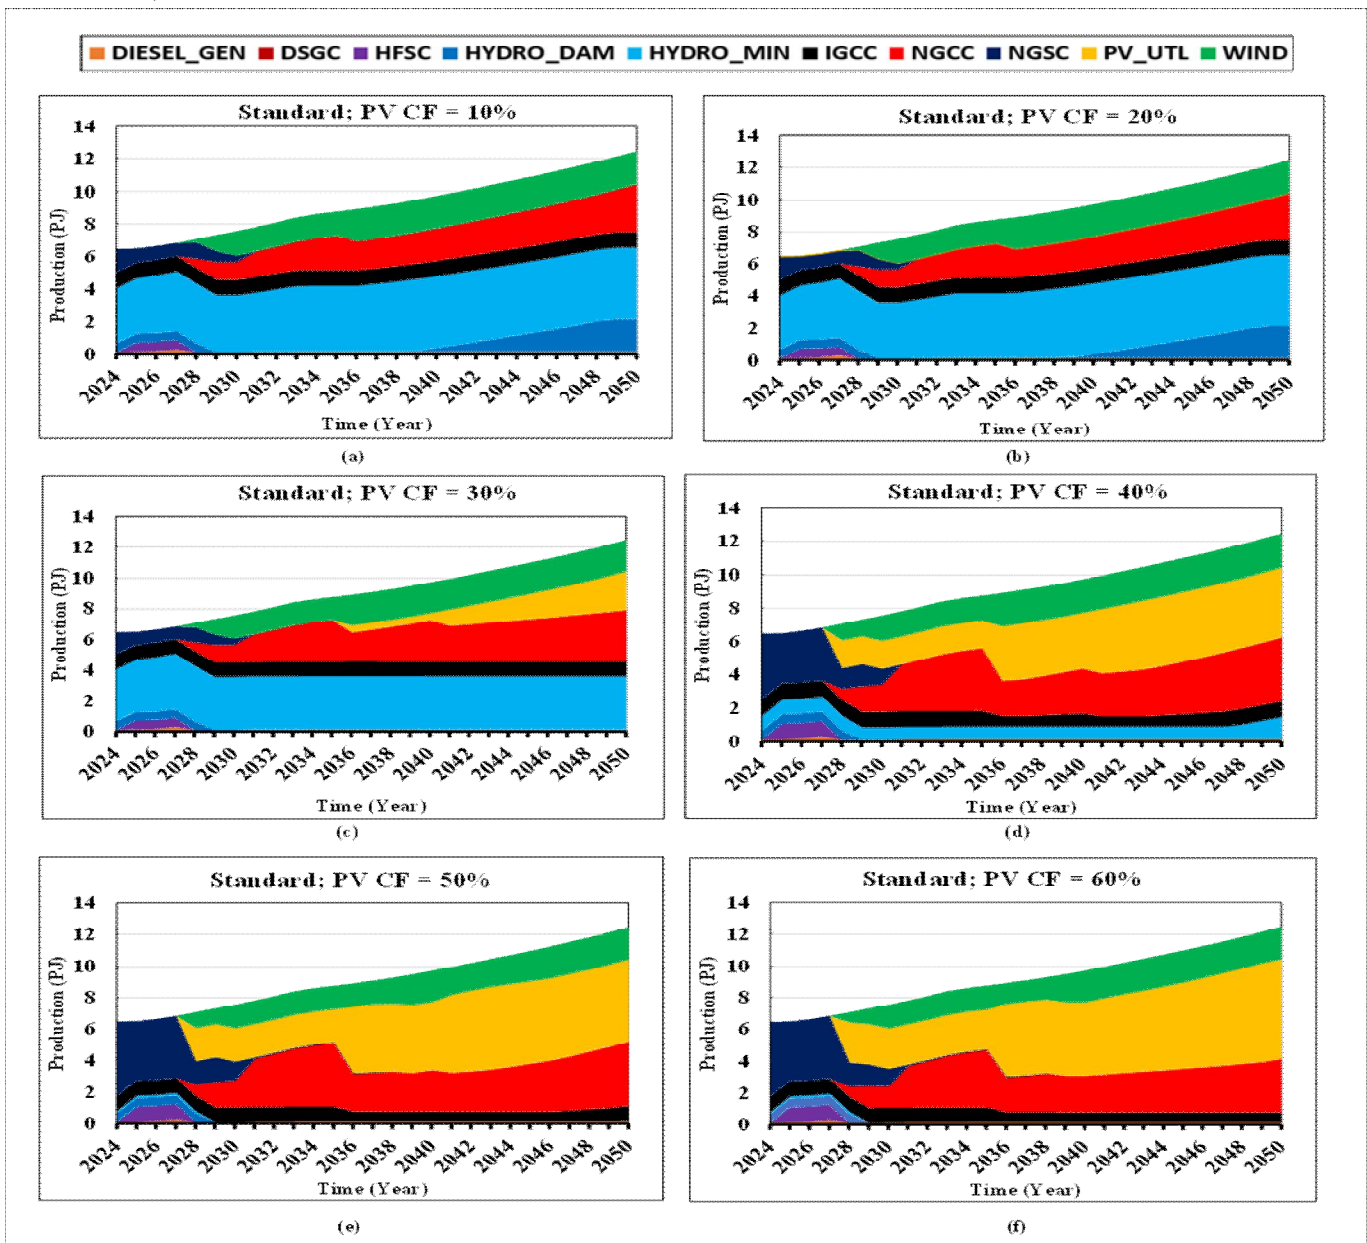 DIESEL_GEN DSGC HFSC HYDRO_DAM HYDRO_MIN IGCC NGCC NGSC PV_UTL WIND
Standard; PV CF = 10%
Production (PJ)
14
12
10
8
6
4
2
0
2024 2026 2028 2030 2032 2034 2036 2038 2040 2042 2044 2046 2048 2050
Time (Year)
(a)
Standard; PV CF = 20%
Production (PJ)
14
12
10
8
6
4
2
0
2024 2026 2028 2030 2032 2034 2036 2038 2040 2042 2044 2046 2048 2050
Time (Year)
(b)
Standard; PV CF = 30%
Production (PJ)
14
12
10
8
6
4
2
0
2024 2026 2028 2030 2032 2034 2036 2038 2040 2042 2044 2046 2048 2050
Time (Year)
(c)
Standard; PV CF = 40%
Production (PJ)
14
12
10
8
6
4
2
0
2024 2026 2028 2030 2032 2034 2036 2038 2040 2042 2044 2046 2048 2050
Time (Year)
(d)
Standard; PV CF = 50%
Production (PJ)
14
12
10
8
6
4
2
0
2024 2026 2028 2030 2032 2034 2036 2038 2040 2042 2044 2046 2048 2050
Time (Year)
(e)
Standard; PV CF = 60%
Production (PJ)
14
12
10
8
6
4
2
0
2024 2026 2028 2030 2032 2034 2036 2038 2040 2042 2044 2046 2048 2050
Time (Year)
(f)